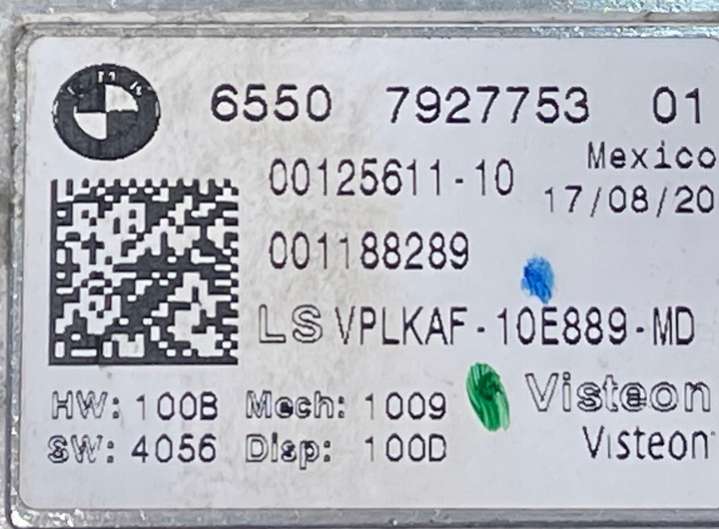 6550 7927753 01
00125611-10 Mexico
17/08/20
001188289
LS VPLKAF-10E889-MD
HW: 100B Mech: 1009 Visteon
SW: 4056 Disp: 100D Visteon